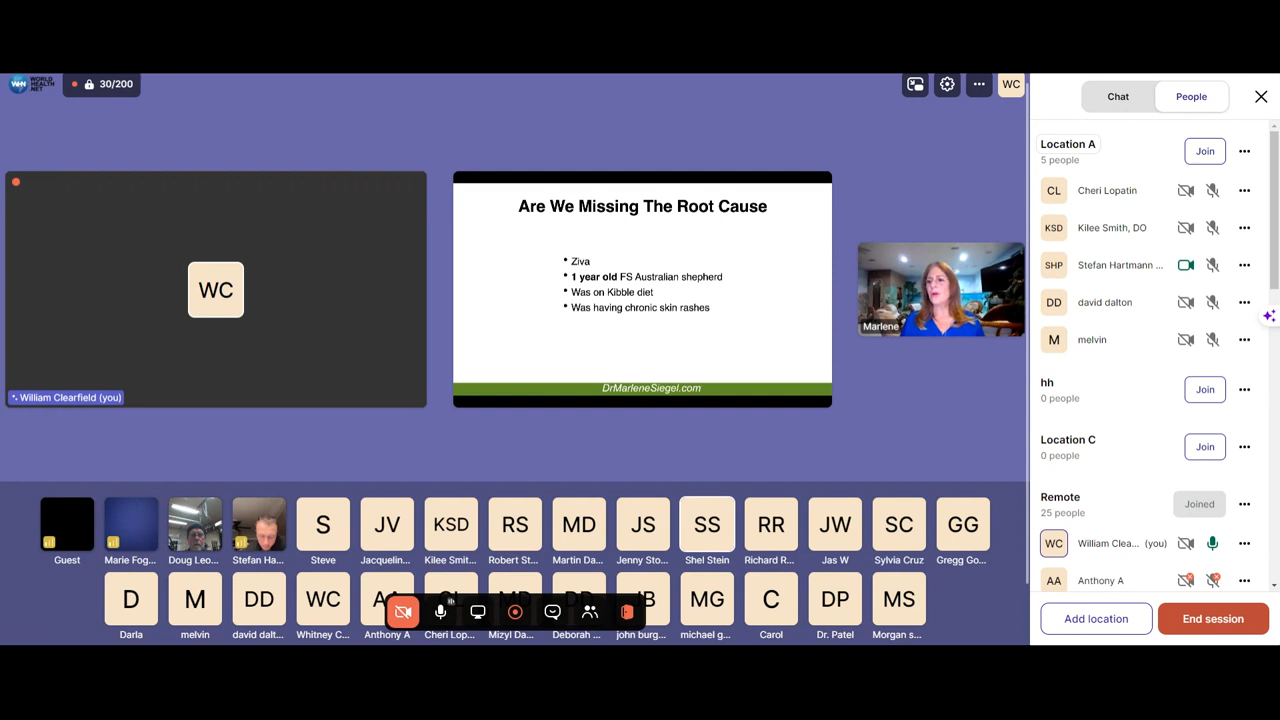 WHN WORLD HEALTH .NET
30/200
WC
WC
William Clearfield (you)
Are We Missing The Root Cause
• Ziva
• 1 year old FS Australian shepherd
• Was on Kibble diet
• Was having chronic skin rashes
DrMarleneSiegel.com
Marlene
Guest
Marie Fog...
Doug Leo...
Stefan Ha...
S
Steve
JV
Jacquelin...
KSD
Kilee Smit...
RS
Robert St...
MD
Martin Da...
JS
Jenny Sto...
SS
Shel Stein
RR
Richard R...
JW
Jas W
SC
Sylvia Cruz
GG
Gregg Go...
D
Darla
M
melvin
DD
david dalt...
WC
Whitney C...
AA
Anthony A
CL
Cheri Lop...
MD
Mizyl Da...
DD
Deborah ...
JB
john burg...
MG
michael g...
C
Carol
DP
Dr. Patel
MS
Morgan s...
Chat
People
Location A
5 people
Join
CL
Cheri Lopatin
KSD
Kilee Smith, DO
SHP
Stefan Hartmann ...
DD
david dalton
M
melvin
hh
0 people
Join
Location C
0 people
Join
Remote
25 people
Joined
WC
William Clea... (you)
AA
Anthony A
Add location
End session